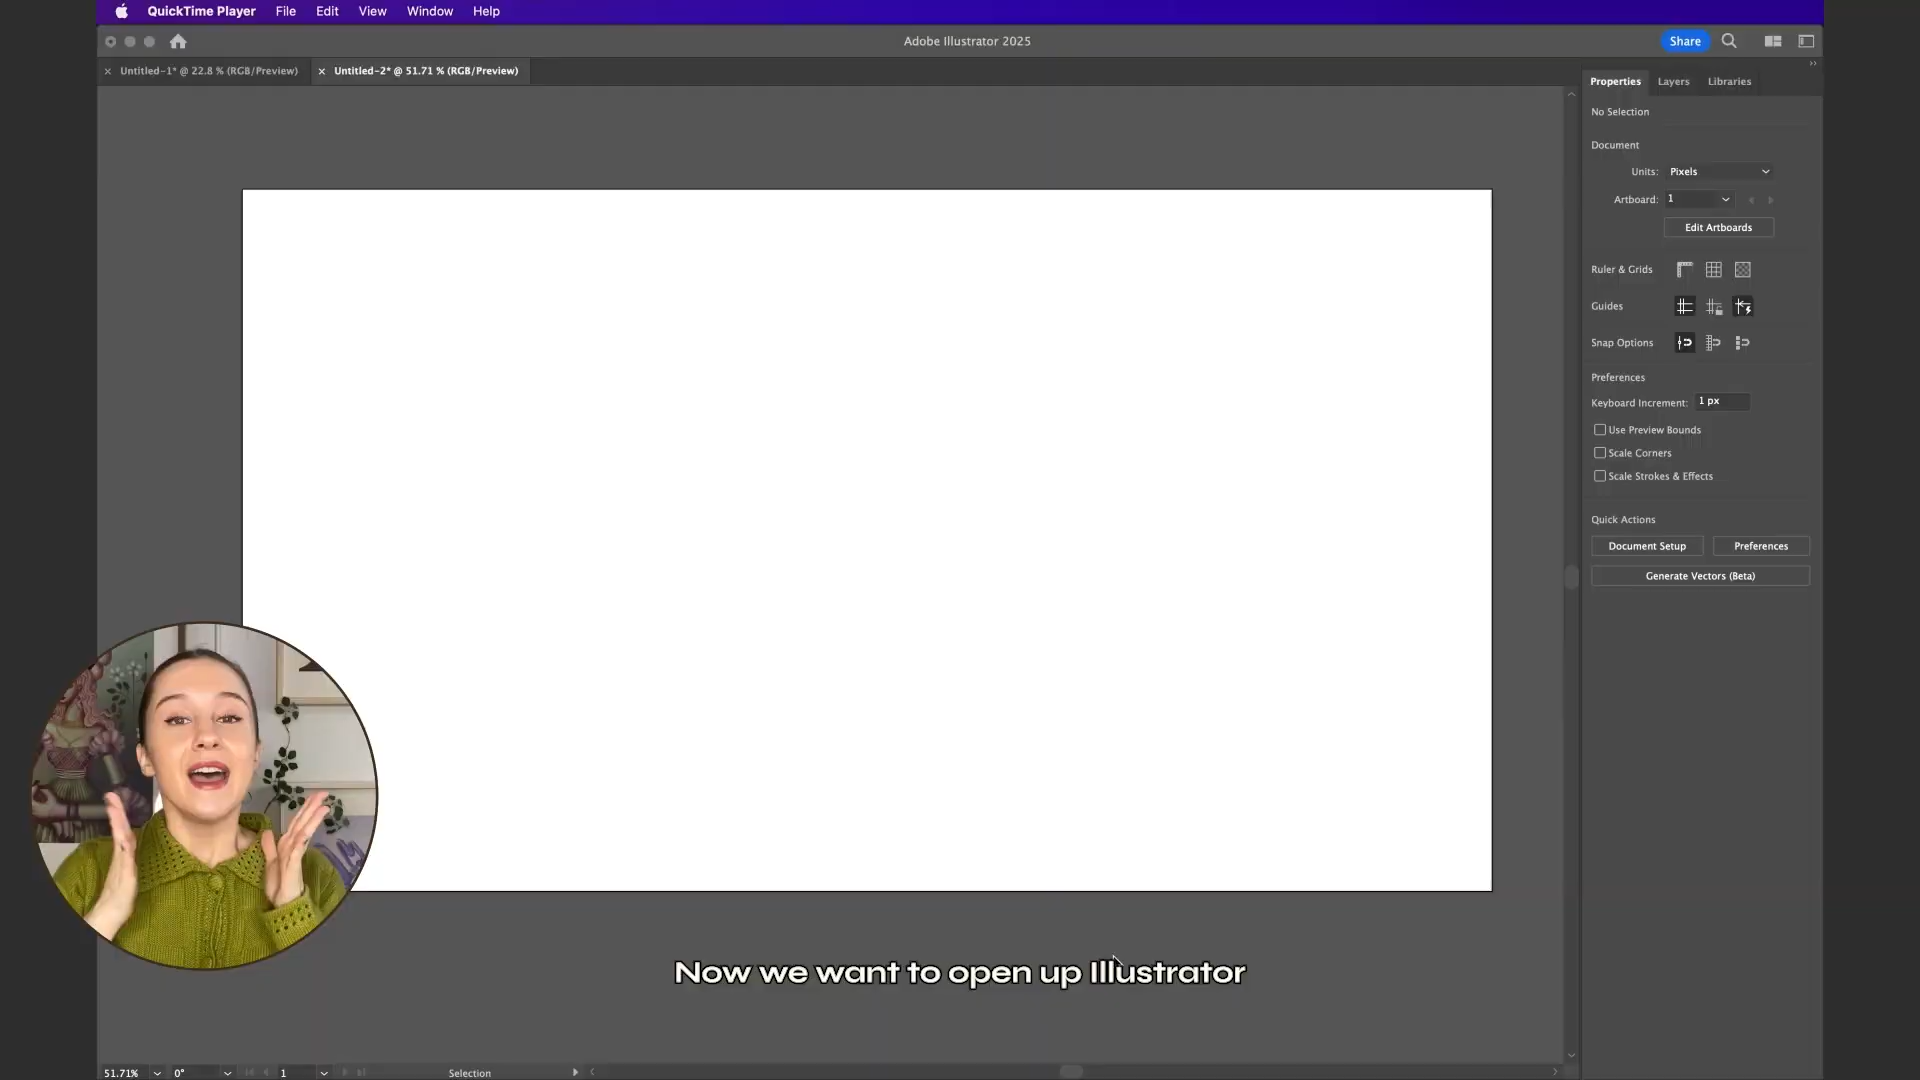 QuickTime Player File Edit View Window Help
Adobe Illustrator 2025
Share
Untitled-1* @ 22.8 % (RGB/Preview)
Untitled-2* @ 51.71 % (RGB/Preview)
Properties Layers Libraries
No Selection
Document
Units: Pixels
Artboard: 1
Edit Artboards
Ruler & Grids
Guides
Snap Options
Preferences
Keyboard Increment: 1 px
Use Preview Bounds
Scale Corners
Scale Strokes & Effects
Quick Actions
Document Setup Preferences
Generate Vectors (Beta)
Now we want to open up Illustrator
51.71% 0° 1 Selection